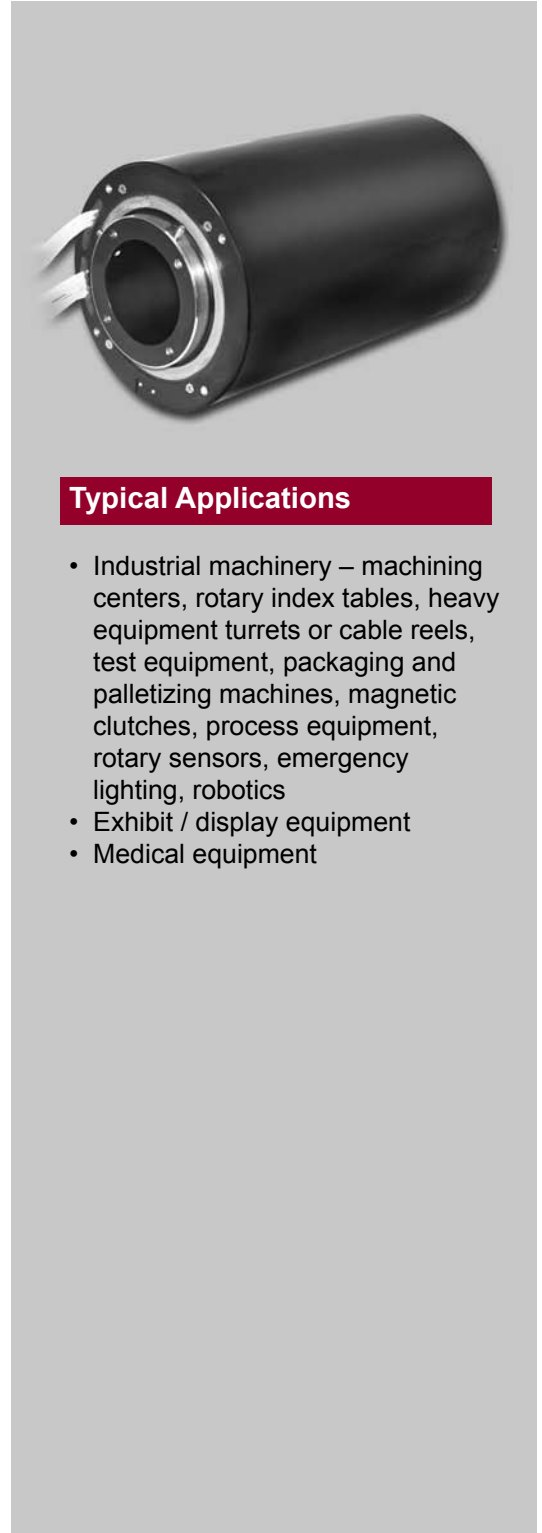 Typical Applications
• Industrial machinery – machining
centers, rotary index tables, heavy
equipment turrets or cable reels,
test equipment, packaging and
palletizing machines, magnetic
clutches, process equipment,
rotary sensors, emergency
lighting, robotics
• Exhibit / display equipment
• Medical equipment